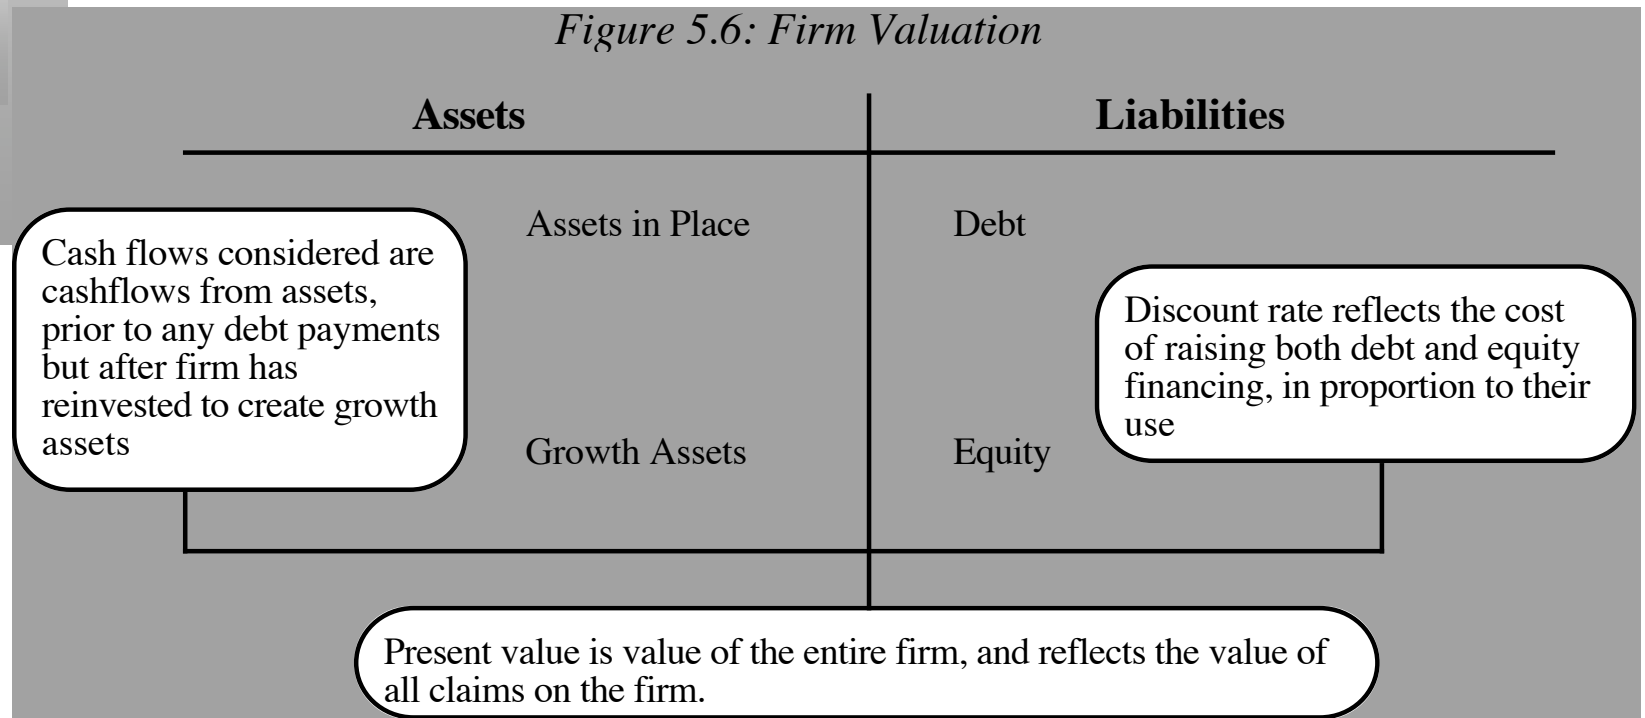 Figure 5.6: Firm Valuation
Assets
Liabilities
Assets in Place
Debt
Cash flows considered are
cashflows from assets,
prior to any debt payments
but after firm has
reinvested to create growth
assets
Discount rate reflects the cost
of raising both debt and equity
financing, in proportion to their
use
Growth Assets
Equity
Present value is value of the entire firm, and reflects the value of
all claims on the firm.